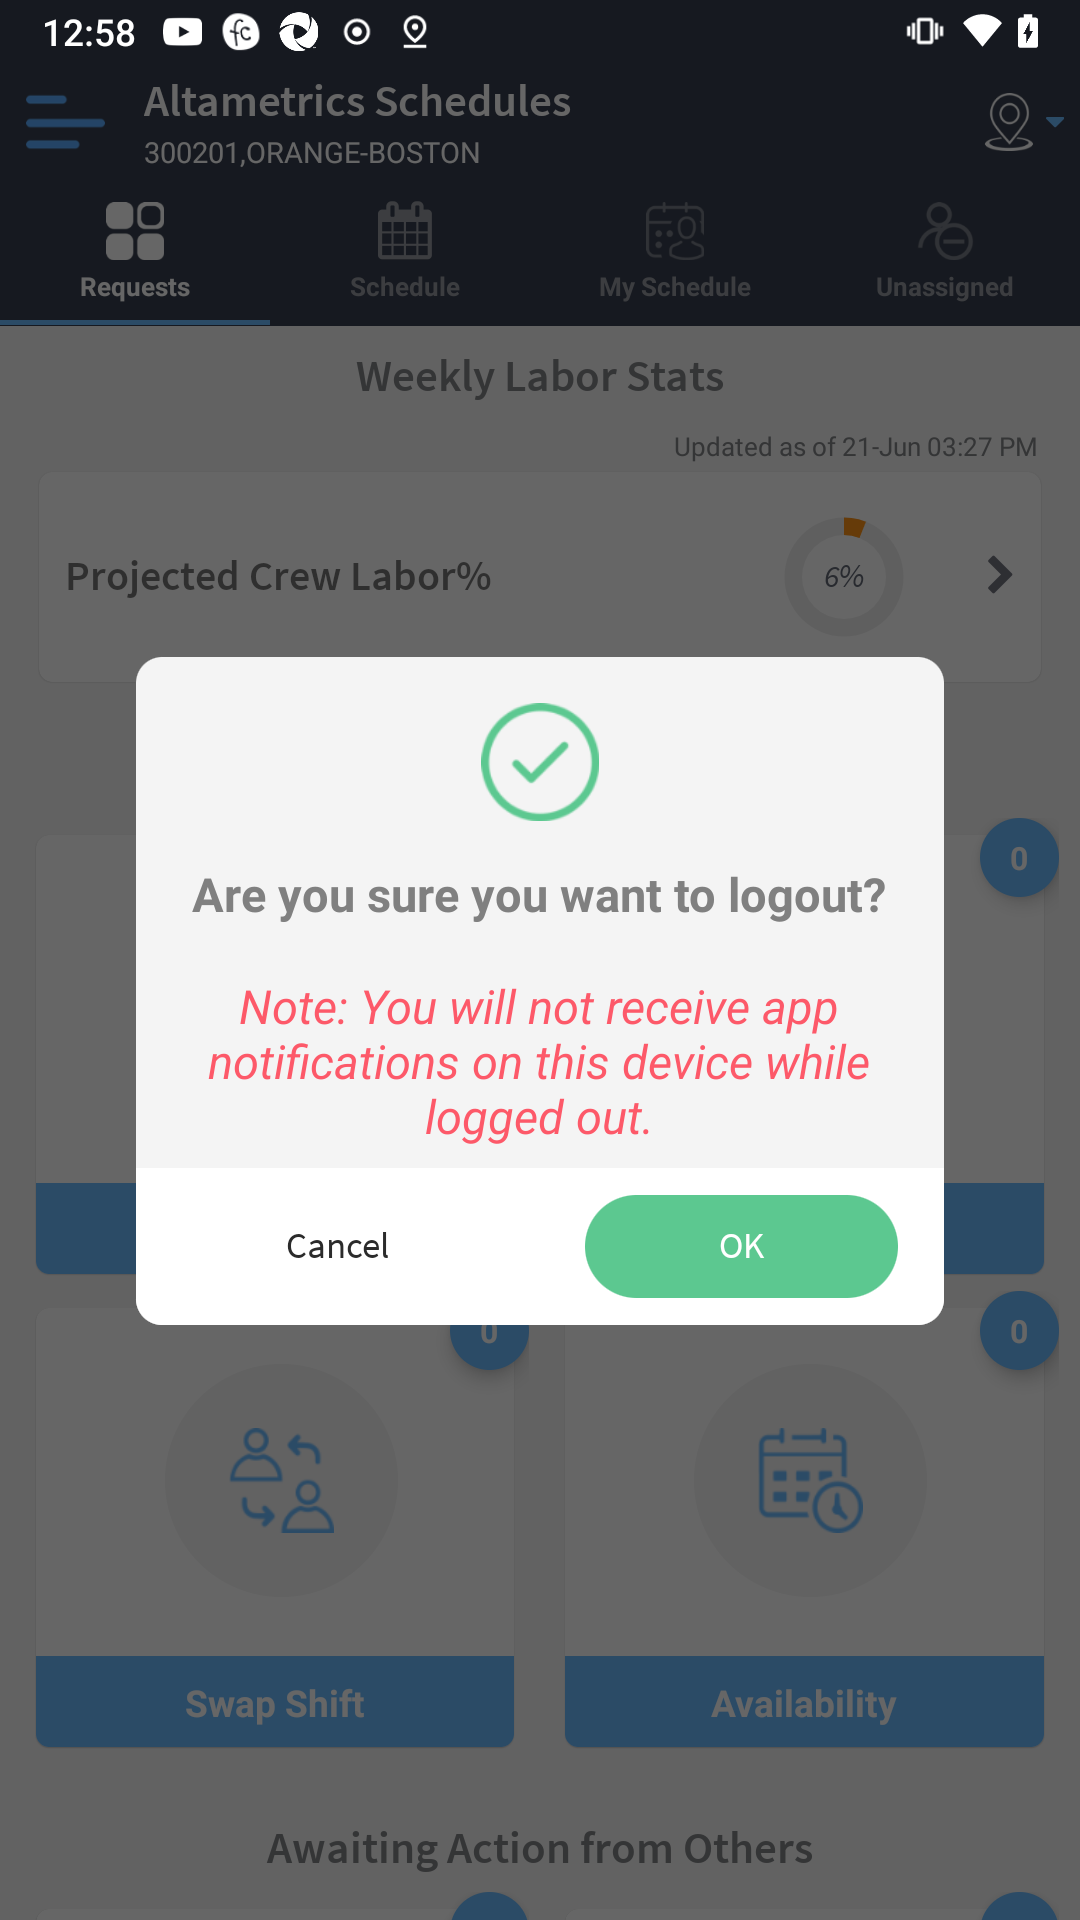 12:58
Altametrics Schedules
300201,ORANGE-BOSTON
Requests
Schedule
My Schedule
Unassigned
Weekly Labor Stats
Updated as of 21-Jun 03:27 PM
Projected Crew Labor%
6%
0
Are you sure you want to logout?
Note: You will not receive app
notifications on this device while
logged out.
Cancel
OK
0
0
Swap Shift
Availability
Awaiting Action from Others